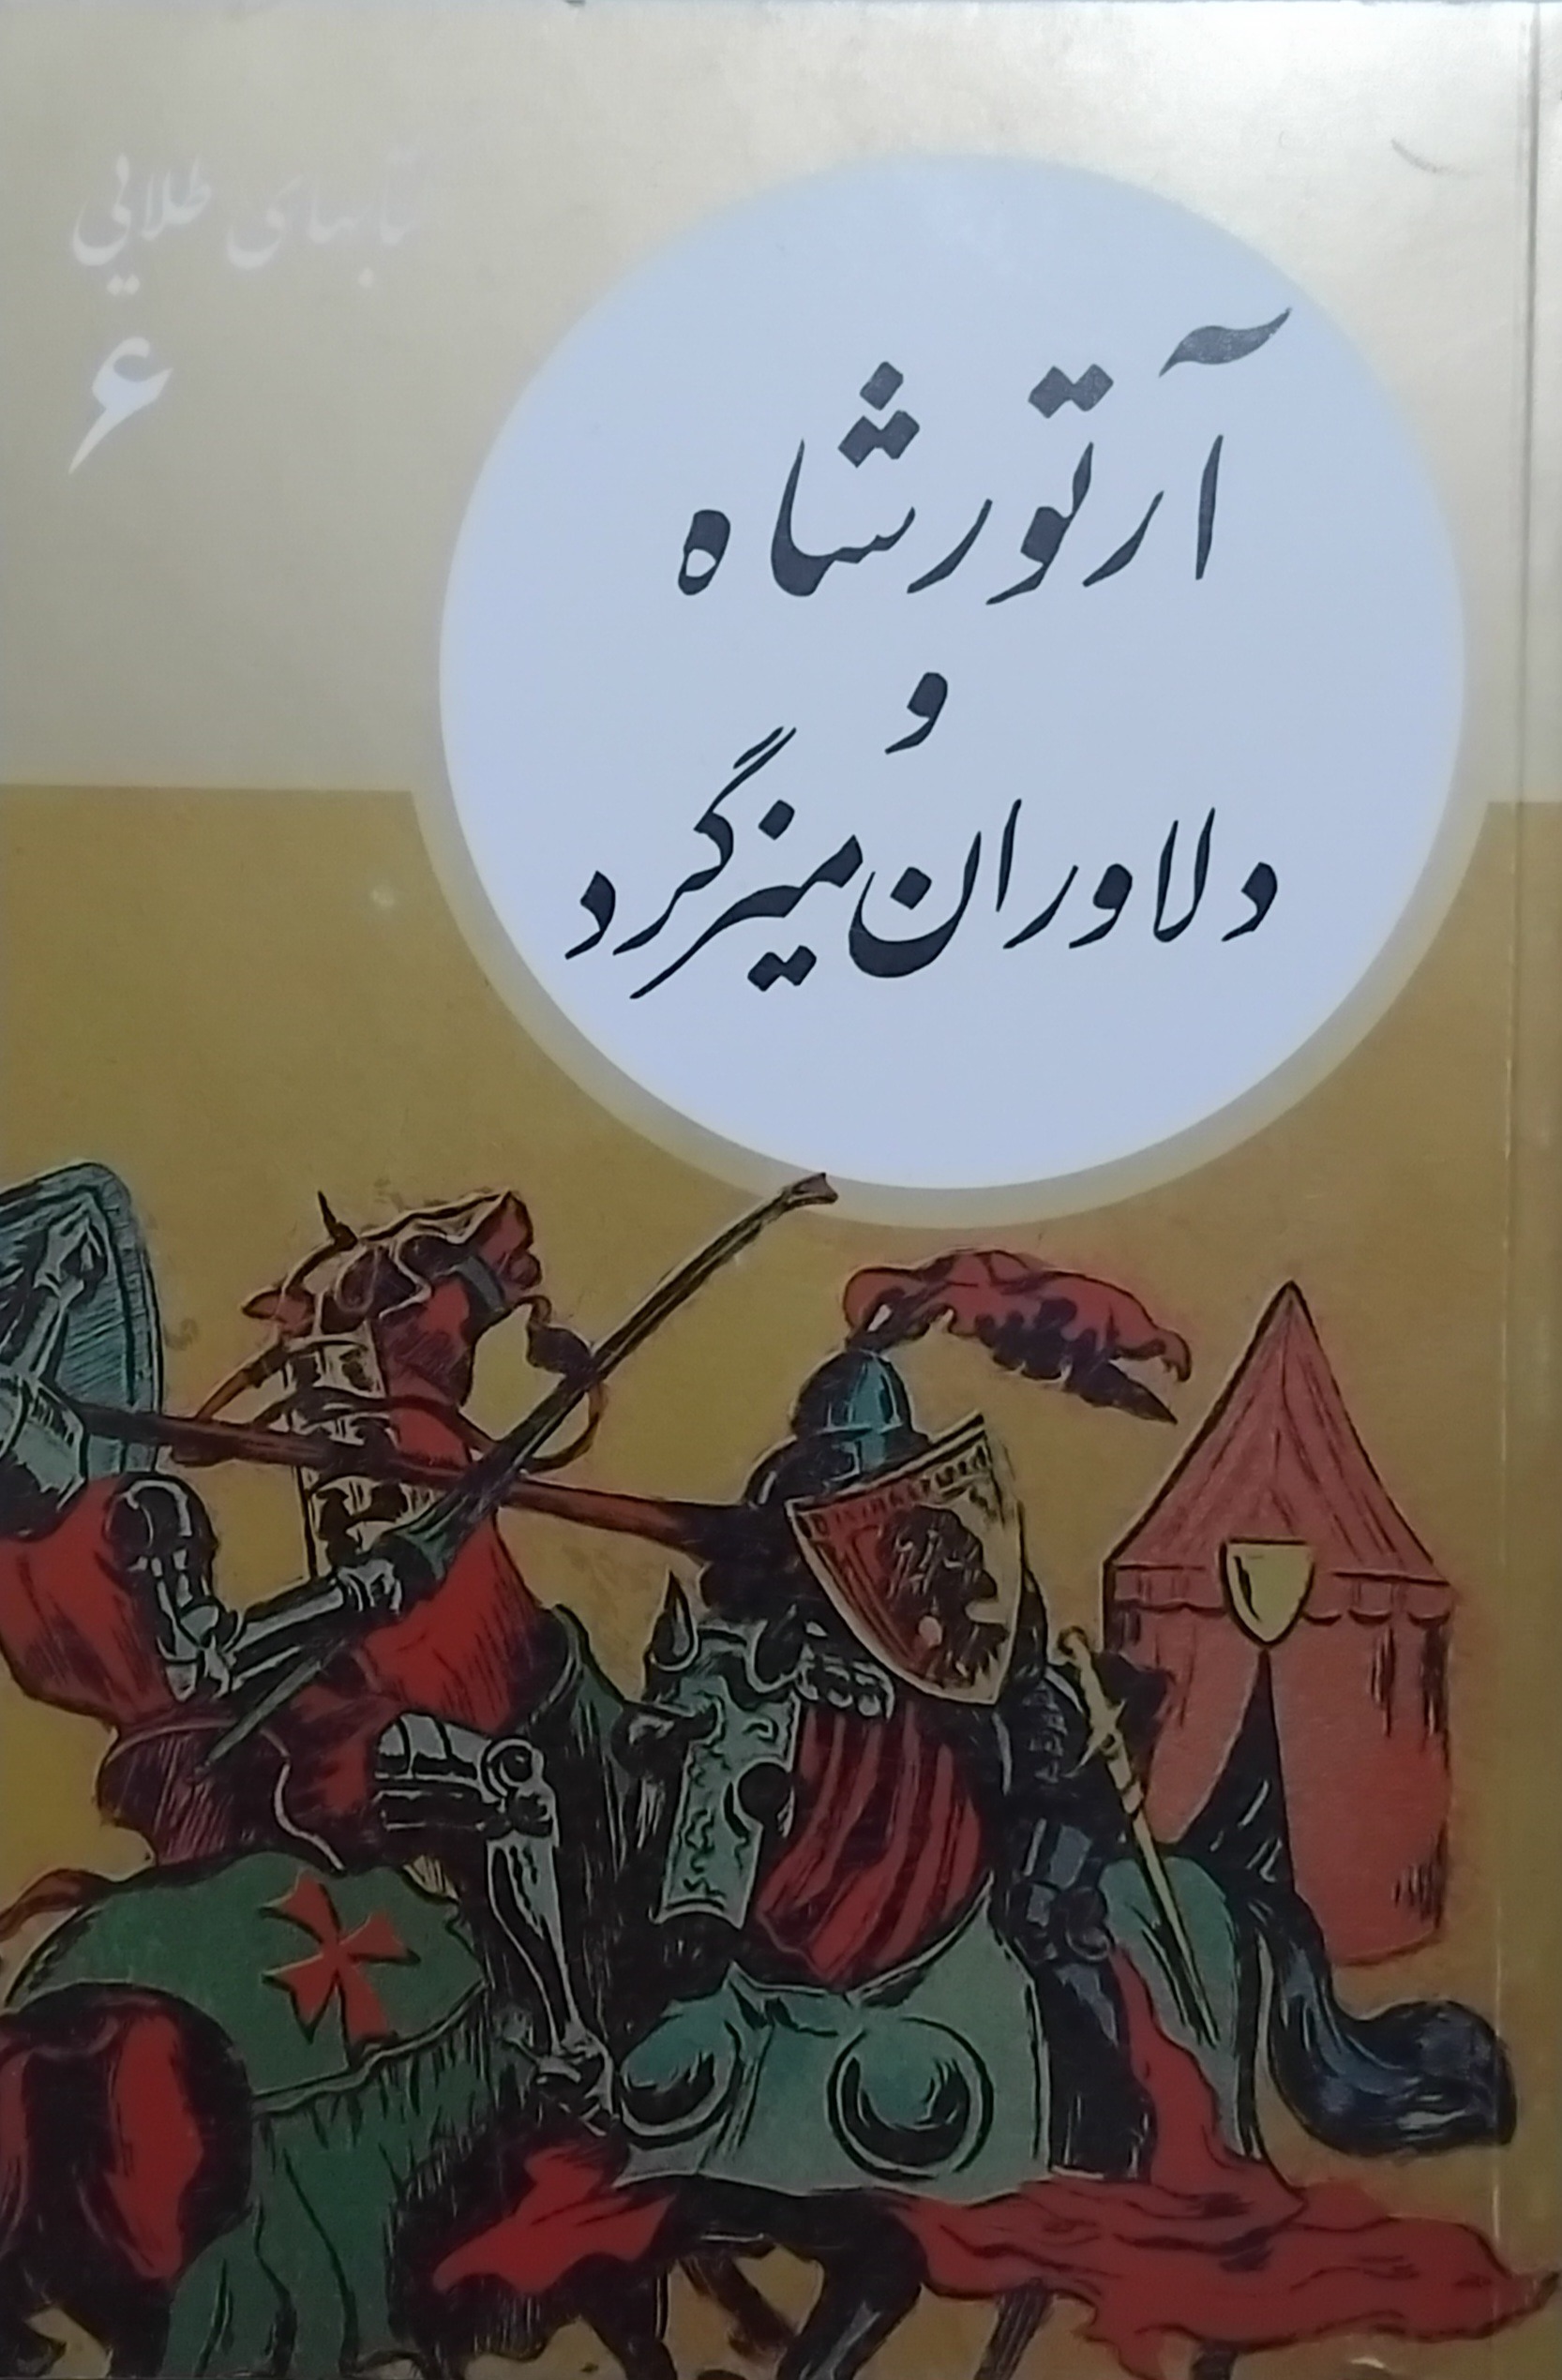 کتابهای طلایی
۶
آرتور شاه
و
دلاوران میزگرد